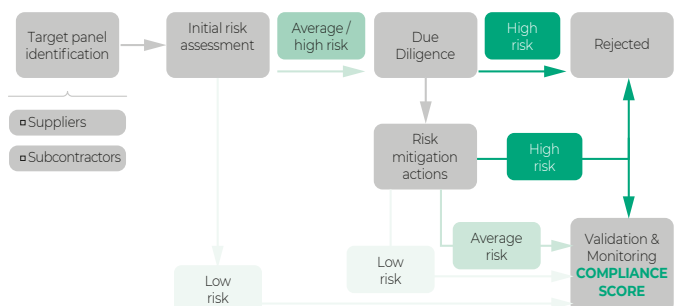 Target panel
identification
Initial risk
assessment
Average /
high risk
Due
Diligence
High
risk
Rejected
Suppliers
Subcontractors
Risk
mitigation
actions
High
risk
Average
risk
Low
risk
Low
risk
Validation &
Monitoring
COMPLIANCE
SCORE